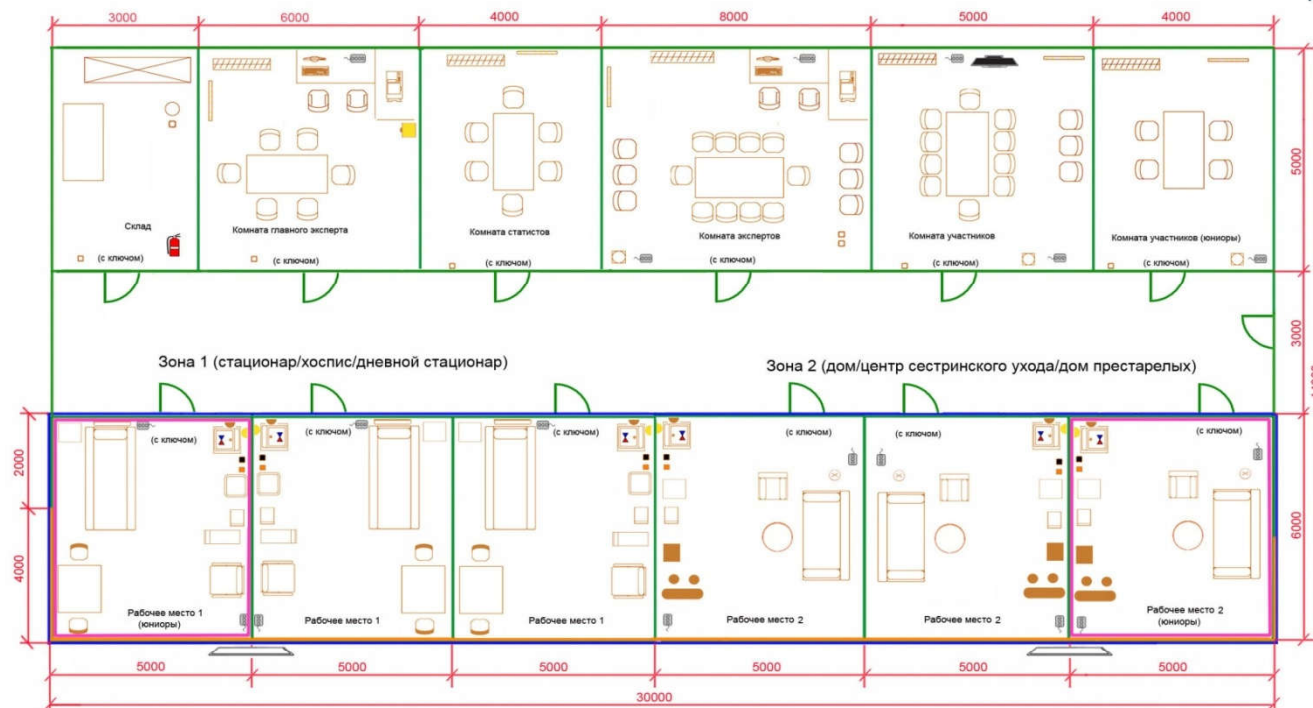 3000
6000
4000
8000
5000
4000
Склад
(с ключом)
Комната главного эксперта
(с ключом)
Комната статистов
(с ключом)
Комната экспертов
(с ключом)
Комната участников
(с ключом)
Комната участников (юниоры)
(с ключом)
5000
3000
Зона 1 (стационар/хоспис/дневной стационар)
Зона 2 (дом/центр сестринского ухода/дом престарелых)
(с ключом)
(с ключом)
(с ключом)
(с ключом)
(с ключом)
(с ключом)
2000
4000
6000
Рабочее место 1
(юниоры)
Рабочее место 1
Рабочее место 1
Рабочее место 2
Рабочее место 2
Рабочее место 2
(юниоры)
5000
5000
5000
5000
5000
5000
30000